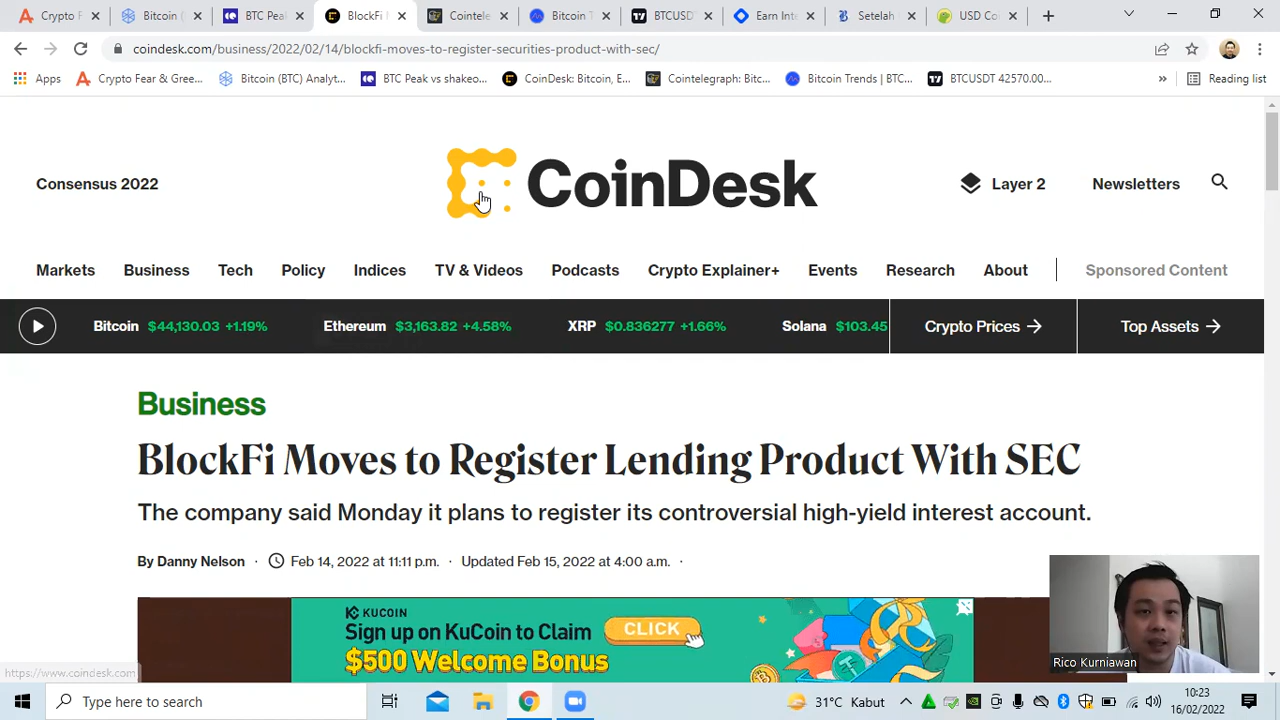 Crypto F
Bitcoin (
BTC Peal
BlockFi M
Cointele
Bitcoin T
BTCUSD
Earn Inte
Setelah
USD Co
coindesk.com/business/2022/02/14/blockfi-moves-to-register-securities-product-with-sec/
Apps
Crypto Fear & Gree...
Bitcoin (BTC) Analyt...
BTC Peak vs shakeo...
CoinDesk: Bitcoin, E...
Cointelegraph: Bitc...
Bitcoin Trends | BTC...
BTCUSDT 42570.00...
Reading list
Consensus 2022
CoinDesk
Layer 2
Newsletters
Markets Business Tech Policy Indices TV & Videos Podcasts Crypto Explainer+ Events Research About Sponsored Content
Bitcoin $44,130.03 +1.19% Ethereum $3,163.82 +4.58% XRP $0.836277 +1.66% Solana $103.45 Crypto Prices → Top Assets →
Business
BlockFi Moves to Register Lending Product With SEC
The company said Monday it plans to register its controversial high-yield interest account.
By Danny Nelson · Feb 14, 2022 at 11:11 p.m. · Updated Feb 15, 2022 at 4:00 a.m. ·
KUCOIN
Sign up on KuCoin to Claim
CLICK
$500 Welcome Bonus
Rico Kurniawan
https://www.coindesk.com
Type here to search
31°C Kabut
10:23
16/02/2022